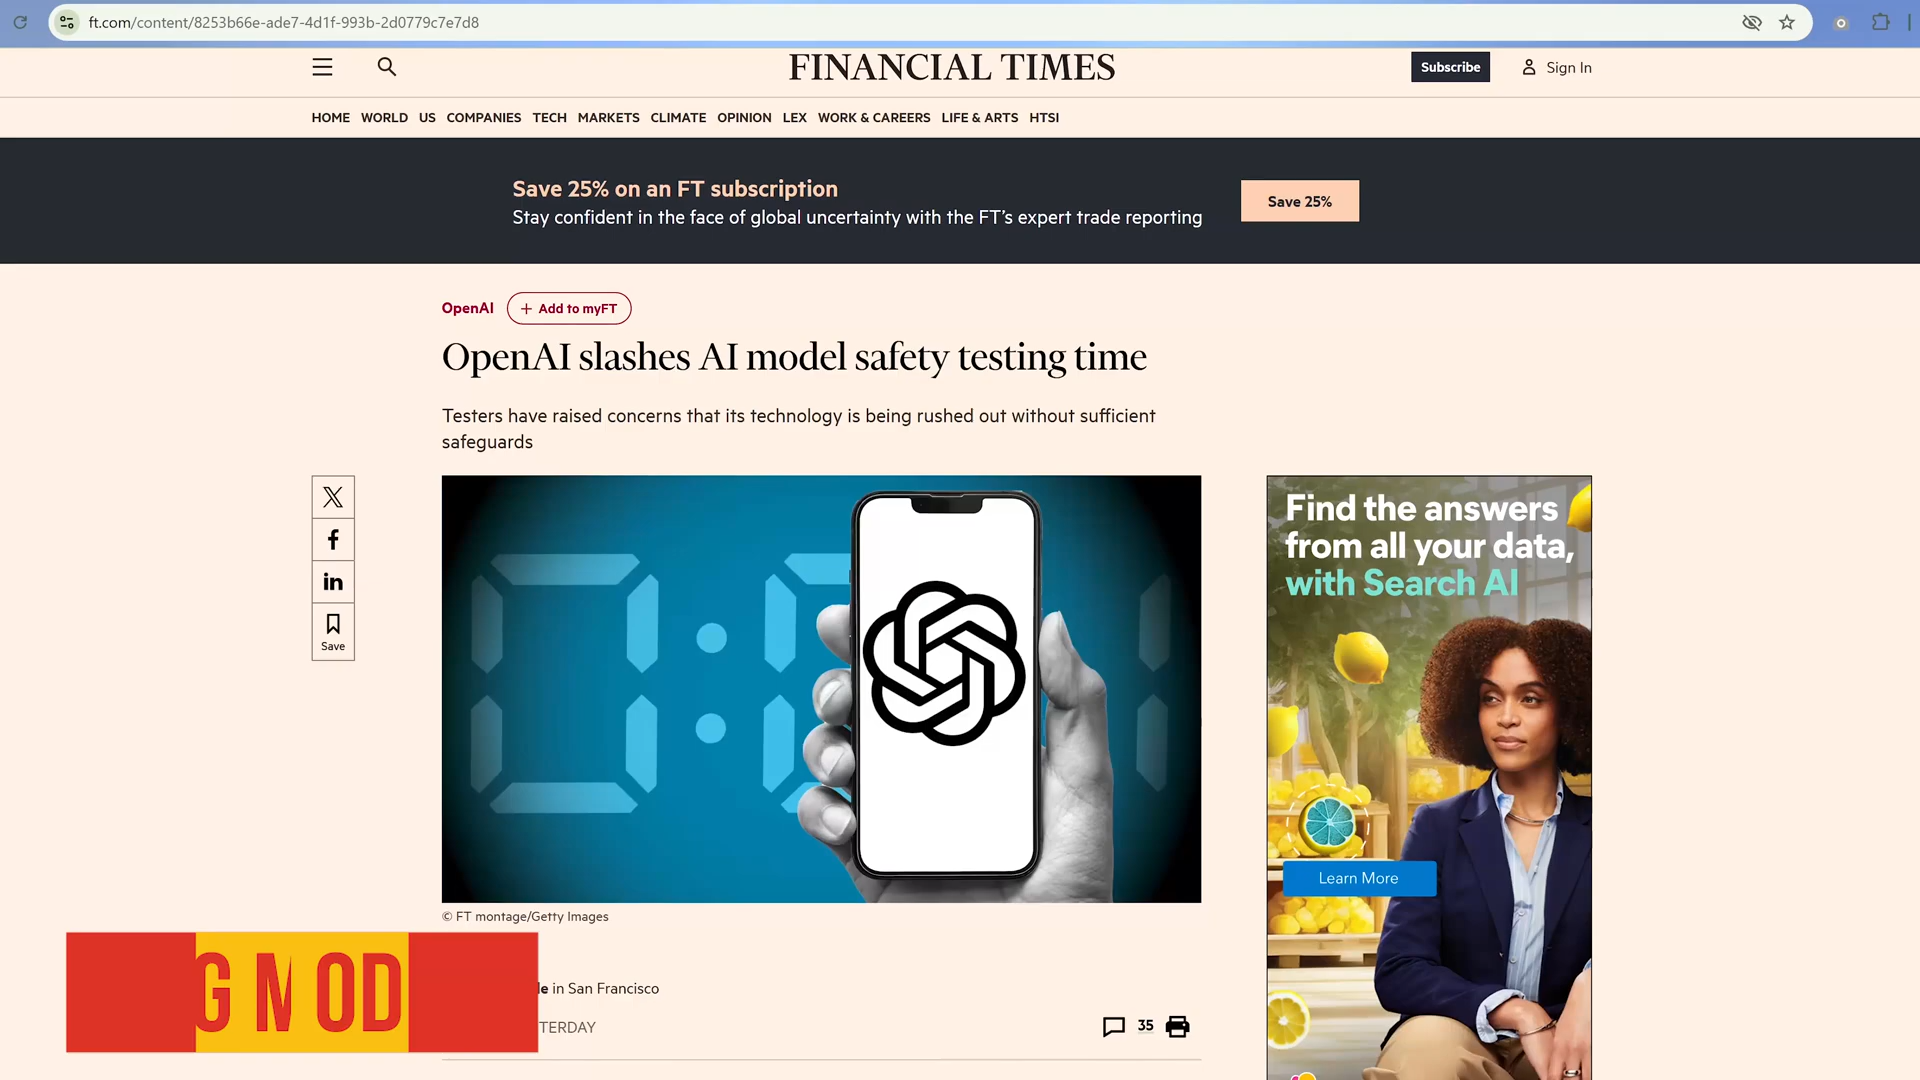 ft.com/content/8253b66e-ade7-4d1f-993b-2d0779c7e7d8
FINANCIAL TIMES
Subscribe
Sign In
HOME WORLD US COMPANIES TECH MARKETS CLIMATE OPINION LEX WORK & CAREERS LIFE & ARTS HTSI
Save 25% on an FT subscription
Stay confident in the face of global uncertainty with the FT’s expert trade reporting
Save 25%
OpenAI
+ Add to myFT
OpenAI slashes AI model safety testing time
Testers have raised concerns that its technology is being rushed out without sufficient
safeguards
Save
Find the answers
from all your data,
with Search AI
Learn More
© FT montage/Getty Images
in San Francisco
35